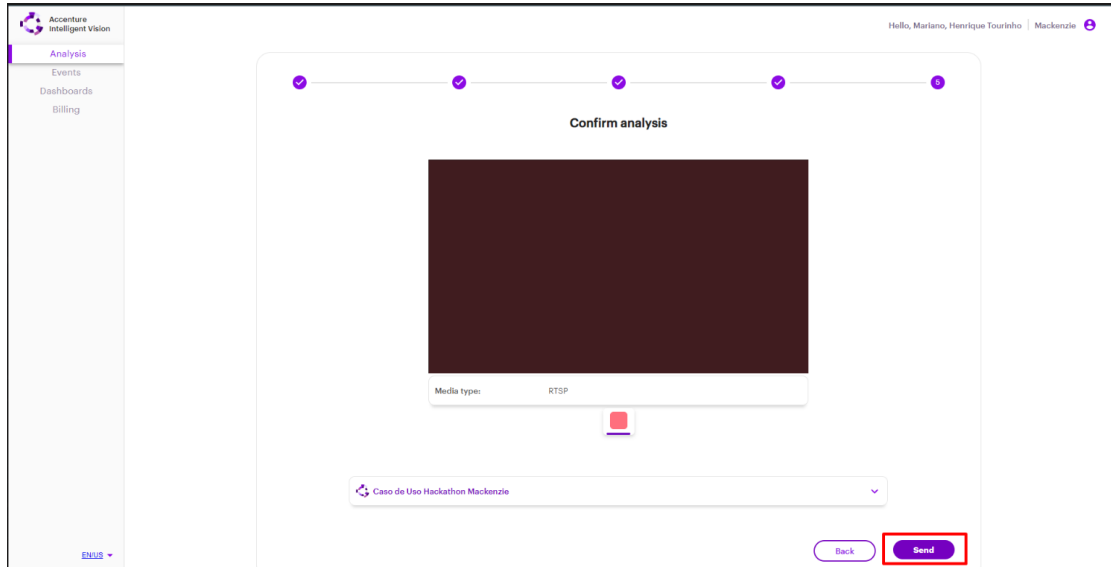 Accenture
Intelligent Vision
Hello, Mariano, Henrique Tourinho | Mackenzie
Analysis
Events
Dashboards
Billing
5
Confirm analysis
Media type: RTSP
Caso de Uso Hackathon Mackenzie
Back Send
EN/US